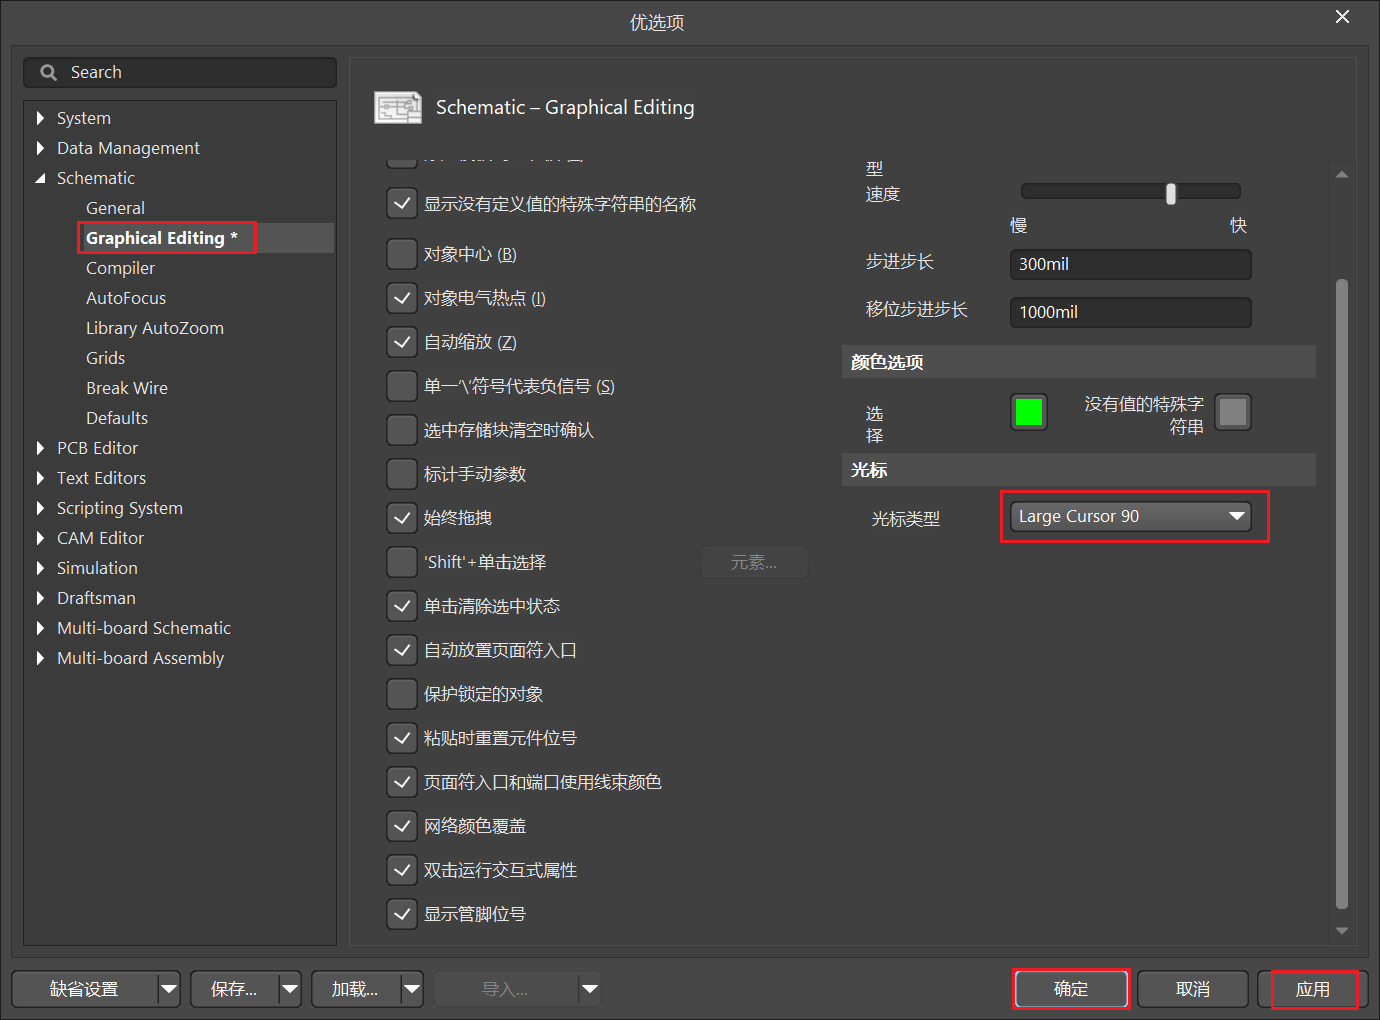 优选项
Search
System
Data Management
Schematic
General
Graphical Editing *
Compiler
AutoFocus
Library AutoZoom
Grids
Break Wire
Defaults
PCB Editor
Text Editors
Scripting System
CAM Editor
Simulation
Draftsman
Multi-board Schematic
Multi-board Assembly
Schematic – Graphical Editing
显示没有定义值的特殊字符串的名称
对象中心 (B)
对象电气热点 (I)
自动缩放 (Z)
单一'\'符号代表负信号 (S)
选中存储块清空时确认
标计手动参数
始终拖拽
'Shift'+单击选择
元素...
单击清除选中状态
自动放置页面符入口
保护锁定的对象
粘贴时重置元件位号
页面符入口和端口使用线束颜色
网络颜色覆盖
双击运行交互式属性
显示管脚位号
型
速度
慢 快
步进步长 300mil
移位步进步长 1000mil
颜色选项
选
择
没有值的特殊字
符串
光标
光标类型 Large Cursor 90
缺省设置 保存... 加载... 导入... 确定 取消 应用